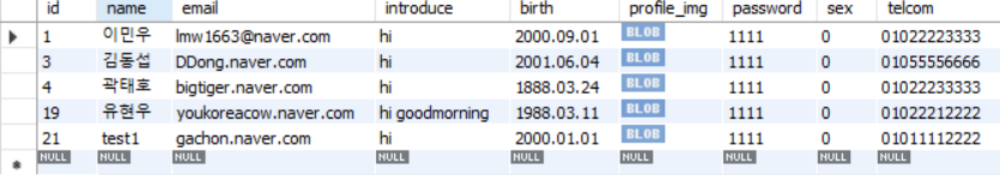 id name email introduce birth profile_img password sex telcom
1 이민우 lmw1663@naver.com hi 2000.09.01 BLOB 1111 0 01022223333
3 김동섭 DDong.naver.com hi 2001.06.04 BLOB 1111 0 01055556666
4 곽태호 bigtiger.naver.com hi 1888.03.24 BLOB 1111 0 01022233333
19 유현우 youkoreacow.naver.com hi goodmorning 1988.03.11 BLOB 1111 0 01022212222
21 test1 gachon.naver.com hi 2000.01.01 BLOB 1111 0 01011112222
NULL NULL NULL NULL NULL NULL NULL NULL NULL